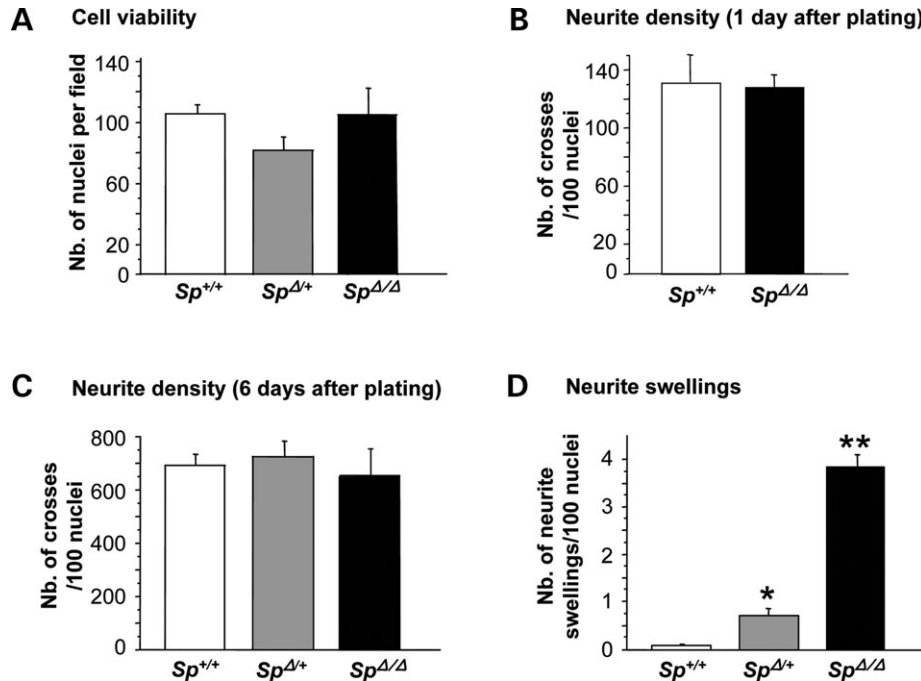 A Cell viability
Nb. of nuclei per field
140
100
60
20
0
Sp+/+ SpΔ/+ SpΔ/Δ
B Neurite density (1 day after plating)
Nb. of crosses
/100 nuclei
140
100
60
20
0
Sp+/+ SpΔ/Δ
C Neurite density (6 days after plating)
Nb. of crosses
/100 nuclei
800
600
400
200
0
Sp+/+ SpΔ/+ SpΔ/Δ
D Neurite swellings
Nb. of neurite
swellings/100 nuclei
4
3
2
1
0
*
**
Sp+/+ SpΔ/+ SpΔ/Δ